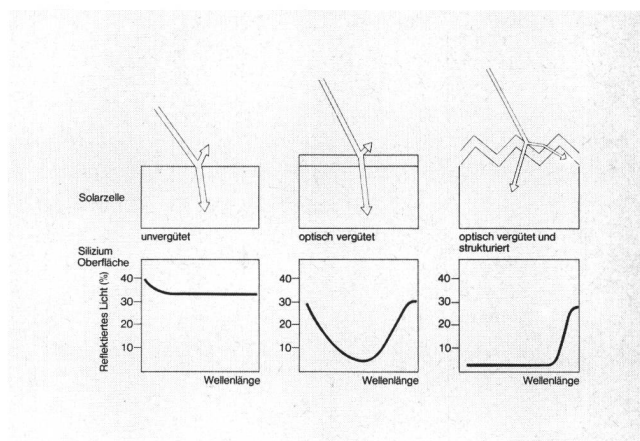 Solarzelle
unvergütet
optisch vergütet
optisch vergütet und
strukturiert
Silizium
Oberfläche
Reflektiertes Licht (%)
40
30
20
10
Wellenlänge
40
30
20
10
Wellenlänge
40
30
20
10
Wellenlänge